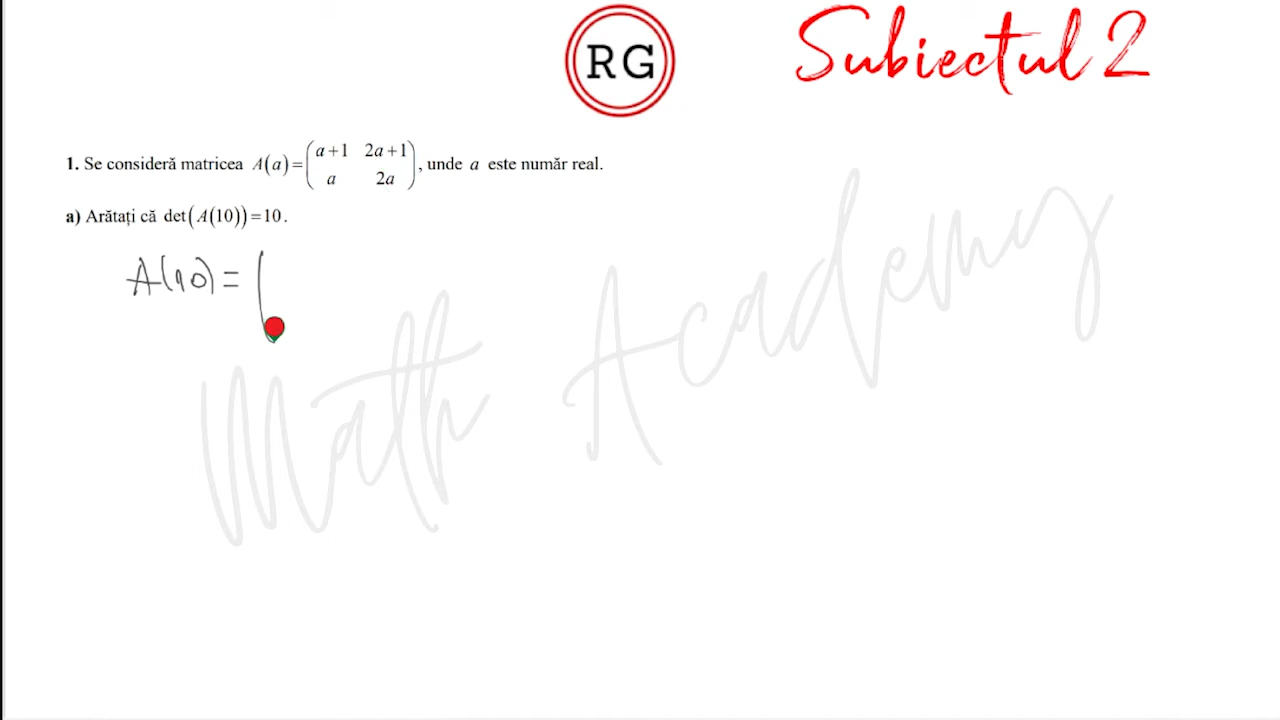 RG
Subiectul 2
1. Se consideră matricea A(a)=(a+1 2a+1
a 2a), unde a este număr real.
a) Arătați că det(A(10))=10.
A(10) = (
Math Academy